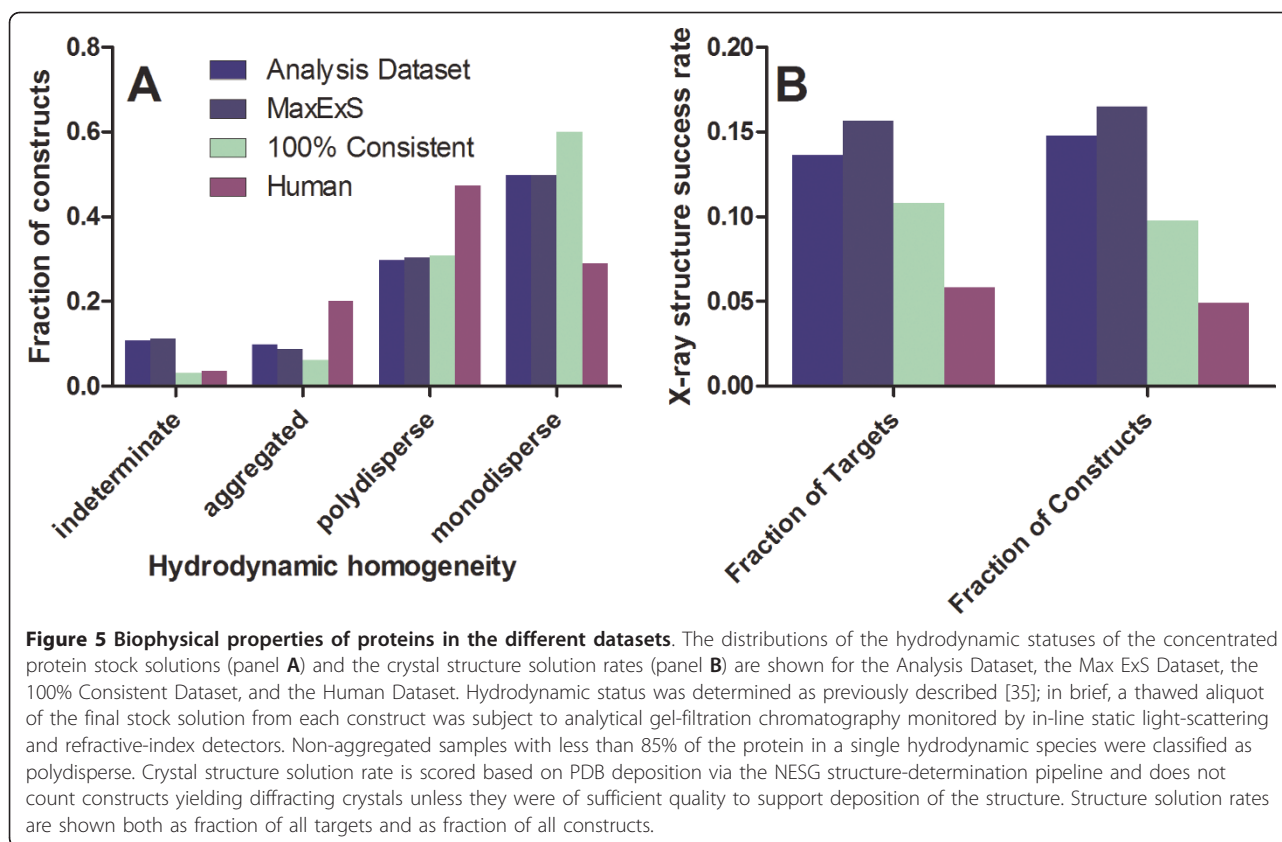 A
Fraction of constructs
0.8
0.6
0.4
0.2
0.0
Analysis Dataset
MaxExS
100% Consistent
Human
indeterminate
aggregated
polydisperse
monodisperse
Hydrodynamic homogeneity
B
X-ray structure success rate
0.20
0.15
0.10
0.05
0.00
Fraction of Targets
Fraction of Constructs
Figure 5 Biophysical properties of proteins in the different datasets. The distributions of the hydrodynamic statuses of the concentrated
protein stock solutions (panel A) and the crystal structure solution rates (panel B) are shown for the Analysis Dataset, the Max ExS Dataset, the
100% Consistent Dataset, and the Human Dataset. Hydrodynamic status was determined as previously described [35]; in brief, a thawed aliquot
of the final stock solution from each construct was subject to analytical gel-filtration chromatography monitored by in-line static light-scattering
and refractive-index detectors. Non-aggregated samples with less than 85% of the protein in a single hydrodynamic species were classified as
polydisperse. Crystal structure solution rate is scored based on PDB deposition via the NESG structure-determination pipeline and does not
count constructs yielding diffracting crystals unless they were of sufficient quality to support deposition of the structure. Structure solution rates
are shown both as fraction of all targets and as fraction of all constructs.